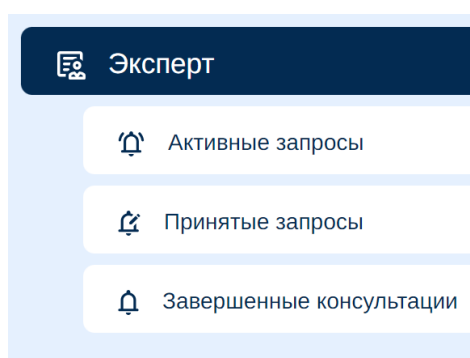 Эксперт
Активные запросы
Принятые запросы
Завершенные консультации